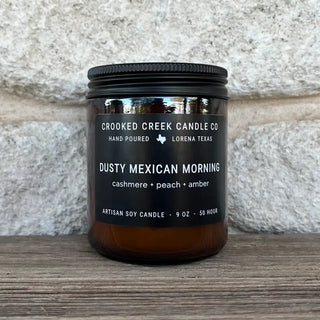 CROOKED CREEK CANDLE CO
HAND POURED LORENA TEXAS
DUSTY MEXICAN MORNING
cashmere + peach + amber
ARTISAN SOY CANDLE - 9 OZ - 50 HOUR